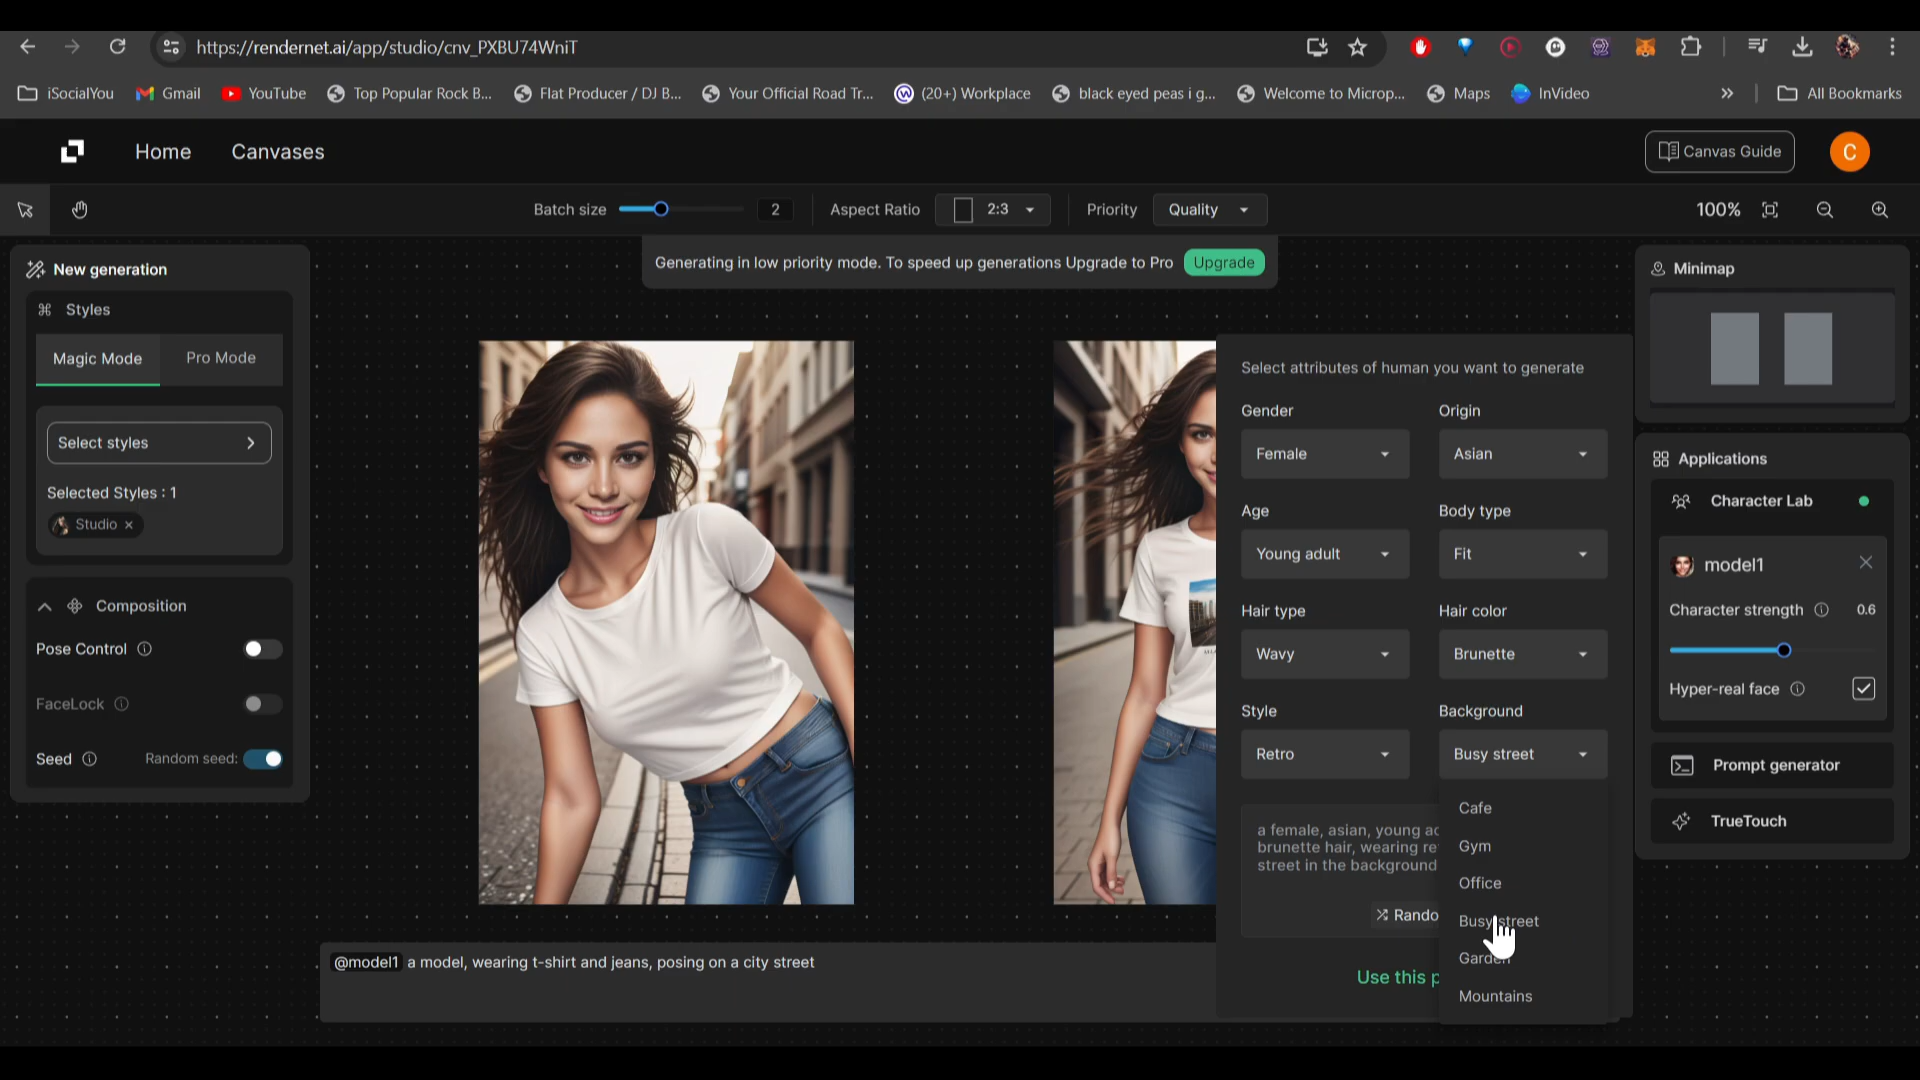 https://rendernet.ai/app/studio/cnv_PXBU74WniT
iSocialYou
Gmail
YouTube
Top Popular Rock B...
Flat Producer / DJ B...
Your Official Road Tr...
(20+) Workplace
black eyed peas i g...
Welcome to Microp...
Maps
InVideo
All Bookmarks
Home
Canvases
Canvas Guide
C
Batch size
2
Aspect Ratio
2:3
Priority
Quality
100%
Generating in low priority mode. To speed up generations Upgrade to Pro
Upgrade
New generation
Styles
Magic Mode
Pro Mode
Select styles
Selected Styles : 1
Studio
Composition
Pose Control
FaceLock
Seed
Random seed:
Select attributes of human you want to generate
Gender
Origin
Female
Asian
Age
Body type
Young adult
Fit
Hair type
Hair color
Wavy
Brunette
Style
Background
Retro
Busy street
Cafe
Gym
Office
Busy street
Garden
Mountains
a female, asian, young
brunette hair, wearing
street in the background
Use this
@model1 a model, wearing t-shirt and jeans, posing on a city street
Minimap
Applications
Character Lab
model1
Character strength
0.6
Hyper-real face
Prompt generator
TrueTouch